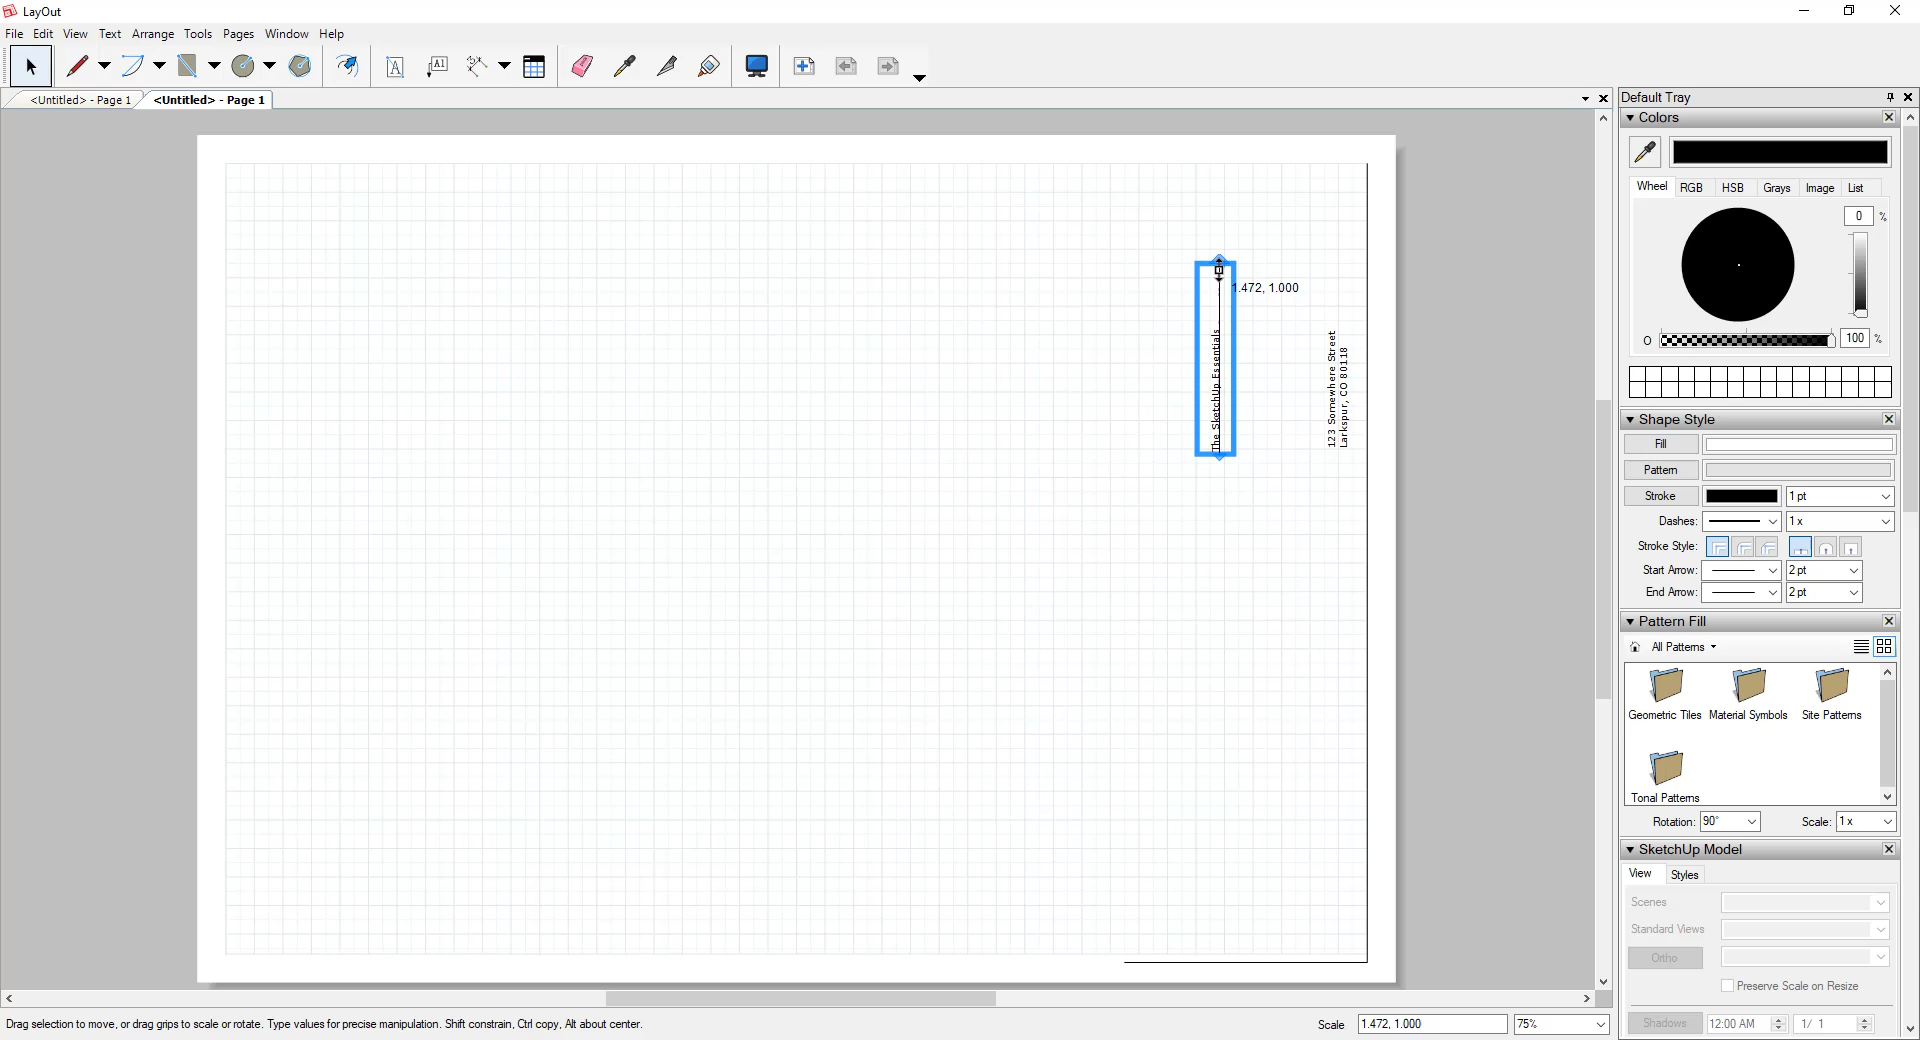 LayOut
File Edit View Text Arrange Tools Pages Window Help
<Untitled> - Page 1 <Untitled> - Page 1
1.472, 1.000
The SketchUp Essentials
123 Somewhere Street
Larkspur, CO 80118
Default Tray
Colors
Wheel RGB HSB Grays Image List
0 %
O 100 %
Shape Style
Fill
Pattern
Stroke 1 pt
Dashes: 1 x
Stroke Style:
Start Arrow: 2 pt
End Arrow: 2 pt
Pattern Fill
All Patterns
Geometric Tiles Material Symbols Site Patterns
Tonal Patterns
Rotation: 90° Scale: 1 x
SketchUp Model
View Styles
Scenes
Standard Views
Ortho
Preserve Scale on Resize
Shadows 12:00 AM 1/ 1
Drag selection to move, or drag grips to scale or rotate. Type values for precise manipulation. Shift constrain, Ctrl copy, Alt about center.
Scale 1.472, 1.000 75%